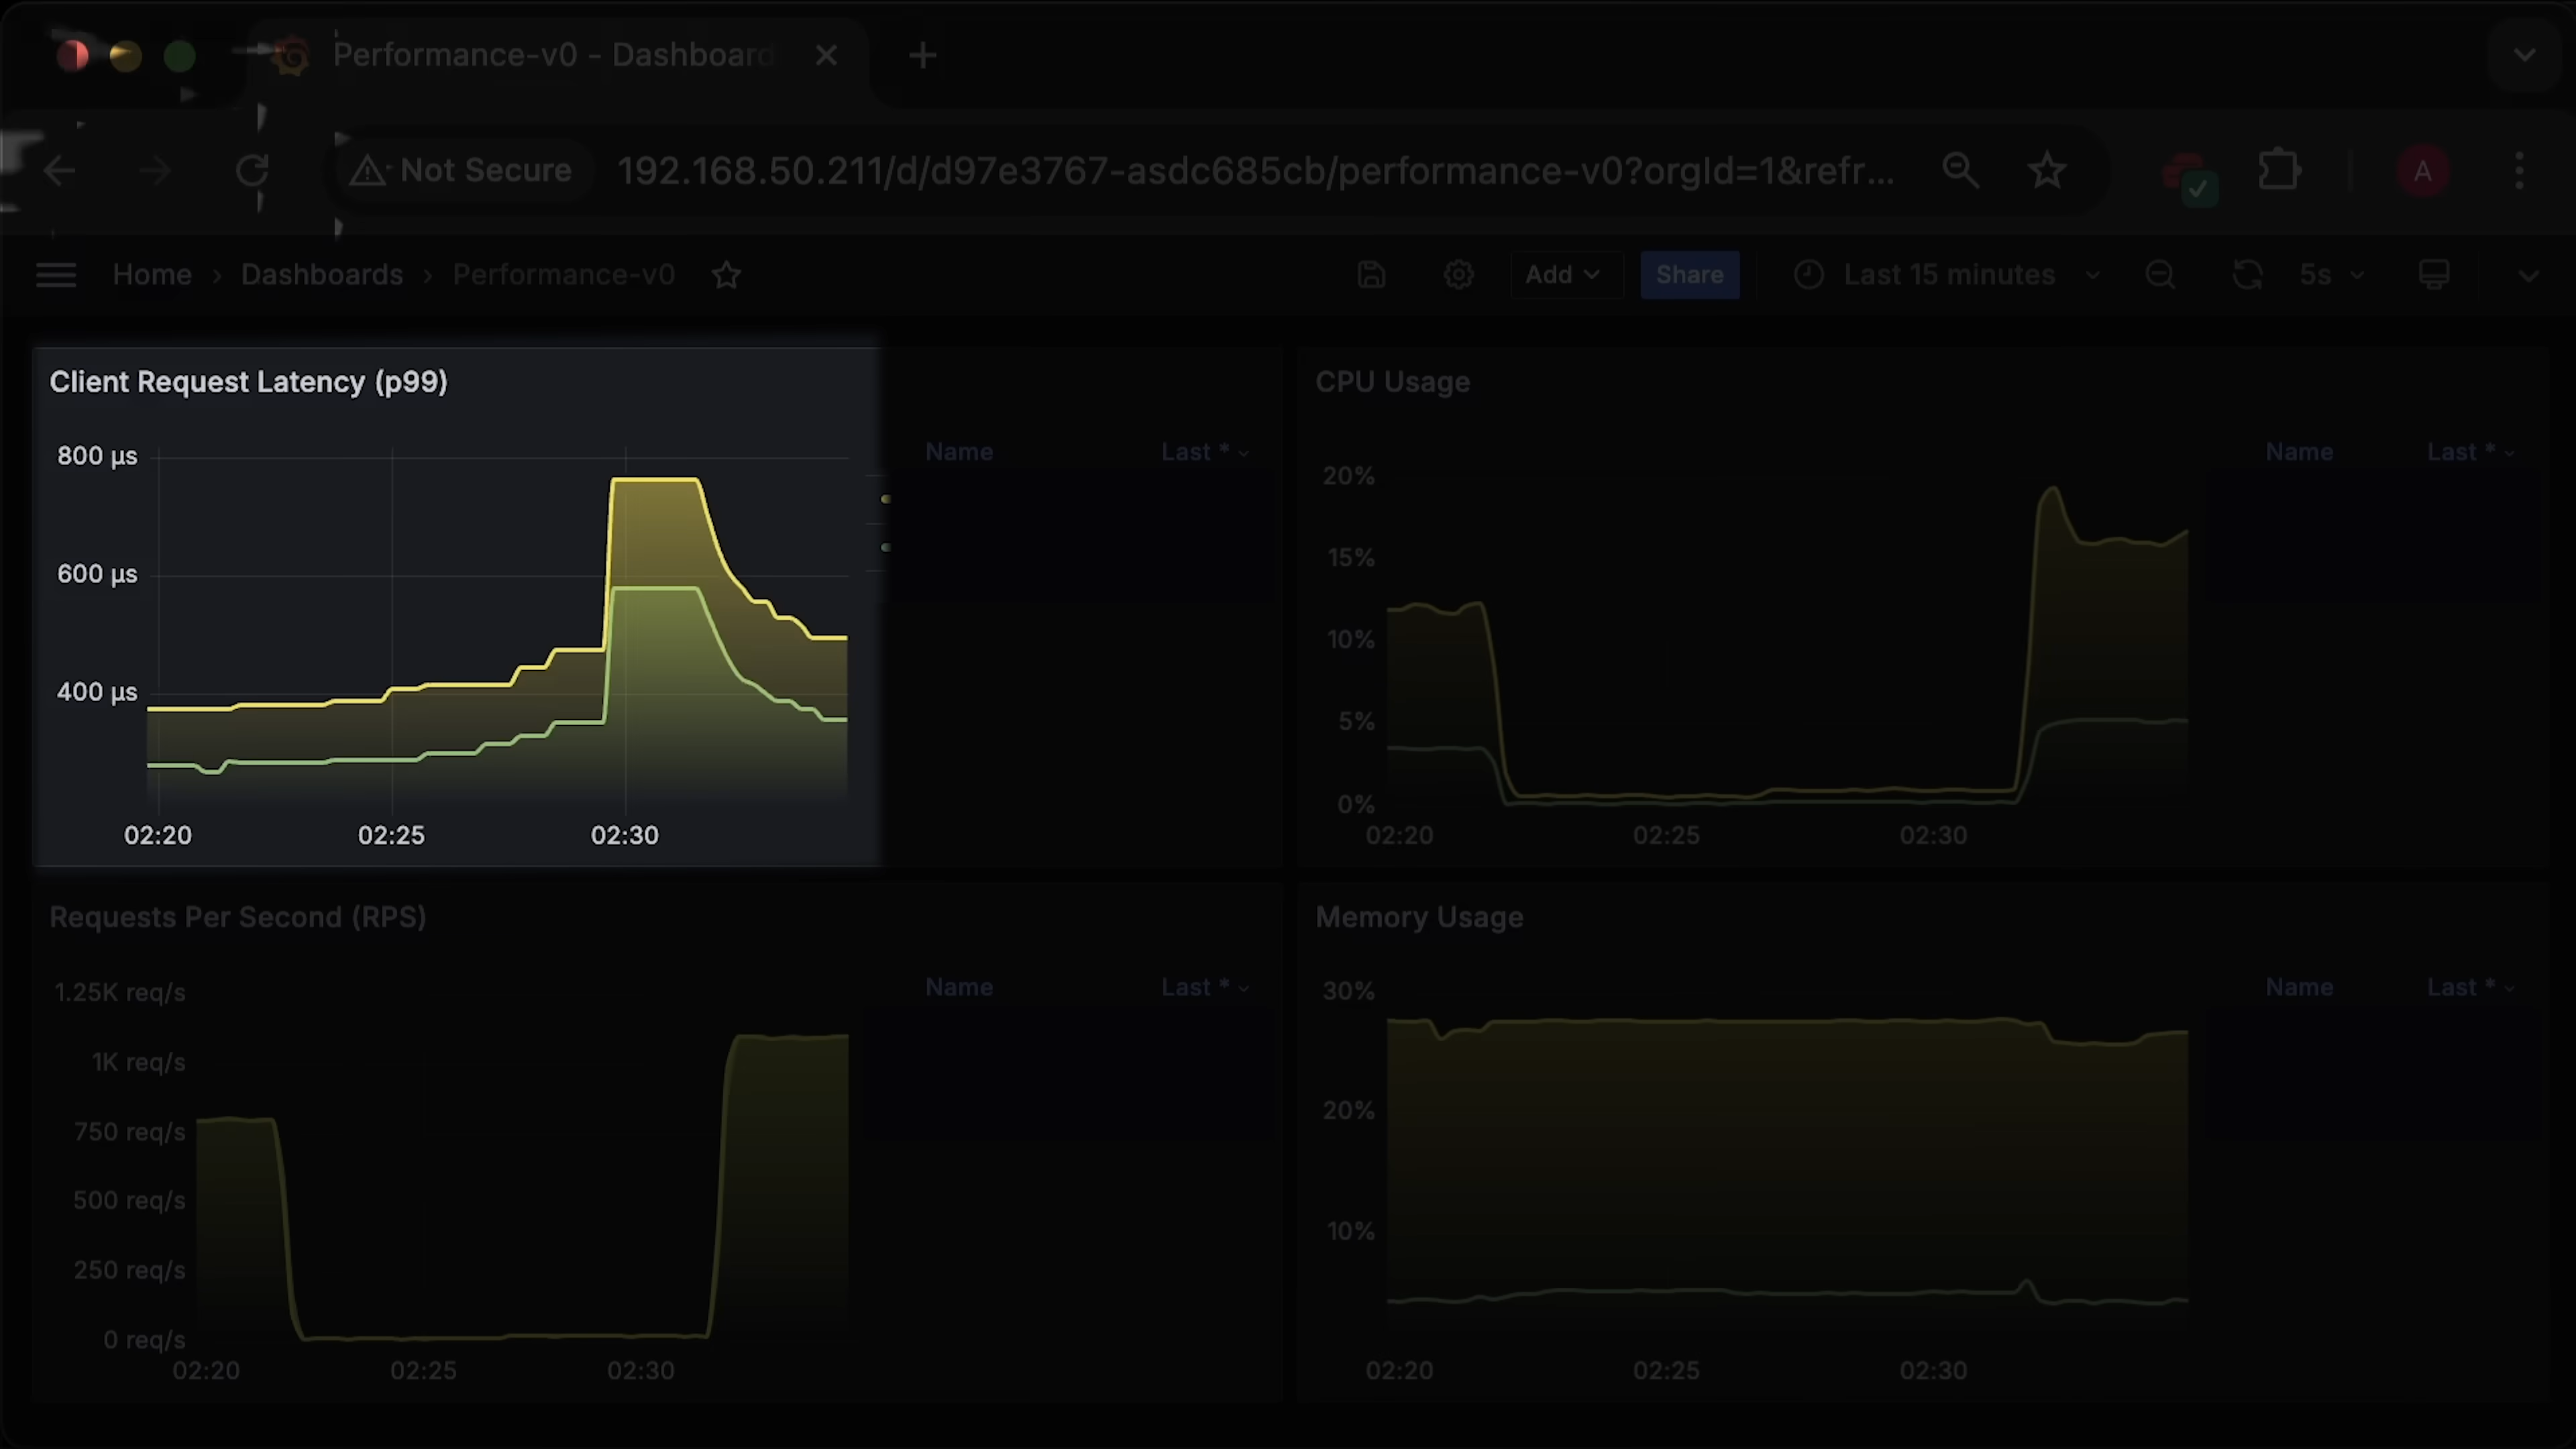 Performance-v0 - Dashboard
Not Secure
192.168.50.211/d/d97e3767-asdc685cb/performance-v0?orgId=1&refr...
A
Home › Dashboards › Performance-v0
Add
Share
Last 15 minutes
5s
Client Request Latency (p99)
Name
Last *
800 µs
600 µs
400 µs
02:20
02:25
02:30
CPU Usage
Name
Last *
20%
15%
10%
5%
0%
02:20
02:25
02:30
Requests Per Second (RPS)
Name
Last *
1.25K req/s
1K req/s
750 req/s
500 req/s
250 req/s
0 req/s
02:20
02:25
02:30
Memory Usage
Name
Last *
30%
20%
10%
02:20
02:25
02:30